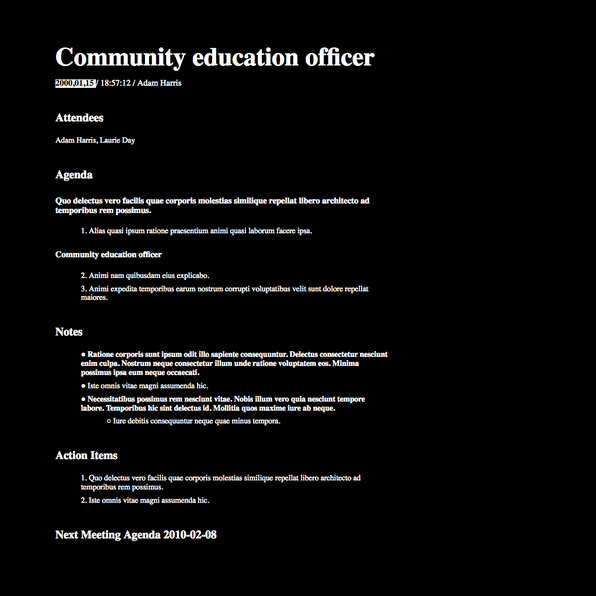 Community education officer
2000,01,15 / 18:57:12 / Adam Harris
Attendees
Adam Harris, Laurie Day
Agenda
Quo delectus vero facilis quae corporis molestias similique repellat libero architecto ad
temporibus rem possimus.
1. Alias quasi ipsum ratione praesentium animi quasi laborum facere ipsa.
Community education officer
2. Animi nam quibusdam eius explicabo.
3. Animi expedita temporibus earum nostrum corrupti voluptatibus velit sunt dolore repellat
maiores.
Notes
● Ratione corporis sunt ipsum odit illo sapiente consequuntur. Delectus consectetur nesciunt
enim culpa. Nostrum neque consectetur illum unde ratione voluptatem eos. Minima
possimus ipsa eum neque occaecati.
● Iste omnis vitae magni assumenda hic.
● Necessitatibus possimus rem nesciunt vitae. Nobis illum vero quia nesciunt tempore
labore. Temporibus hic sint delectus id. Mollitia quos maxime iure ab neque.
○ Iure debitis consequuntur neque quae minus tempora.
Action Items
1. Quo delectus vero facilis quae corporis molestias similique repellat libero architecto ad
temporibus rem possimus.
2. Iste omnis vitae magni assumenda hic.
Next Meeting Agenda 2010-02-08